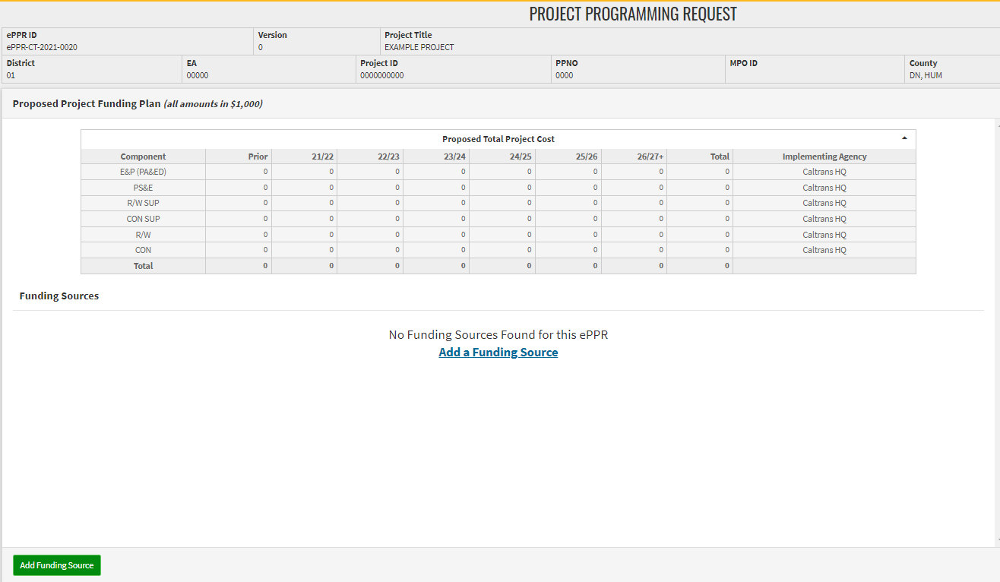 PROJECT PROGRAMMING REQUEST
ePPR ID Version Project Title
ePPR-CT-2021-0020 0 EXAMPLE PROJECT
District EA Project ID PPNO MPO ID County
01 00000 0000000000 0000 DN, HUM
Proposed Project Funding Plan (all amounts in $1,000)
Proposed Total Project Cost
Component Prior 21/22 22/23 23/24 24/25 25/26 26/27+ Total Implementing Agency
E&P (PA&ED) 0 0 0 0 0 0 0 0 Caltrans HQ
PS&E 0 0 0 0 0 0 0 0 Caltrans HQ
R/W SUP 0 0 0 0 0 0 0 0 Caltrans HQ
CON SUP 0 0 0 0 0 0 0 0 Caltrans HQ
R/W 0 0 0 0 0 0 0 0 Caltrans HQ
CON 0 0 0 0 0 0 0 0 Caltrans HQ
Total 0 0 0 0 0 0 0 0
Funding Sources
No Funding Sources Found for this ePPR
Add a Funding Source
Add Funding Source